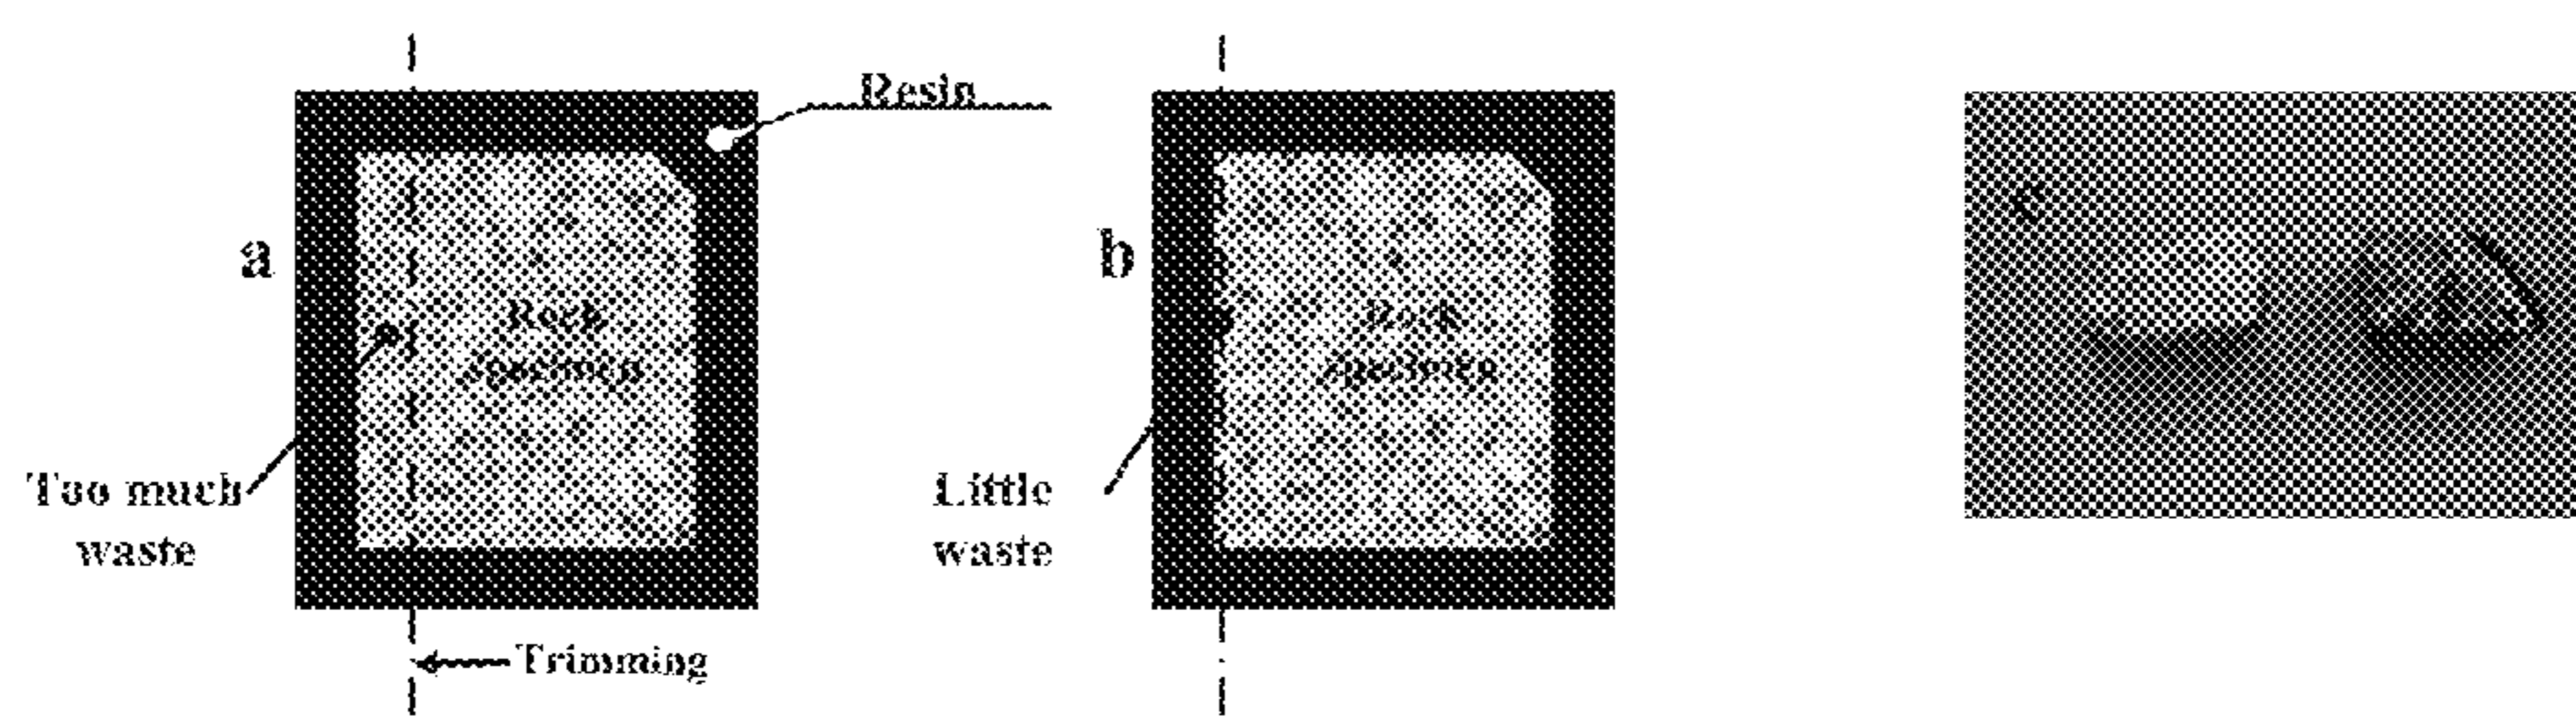 Resin
a
b
Rock
specimen
Rock
specimen
Too much
waste
Little
waste
Trimming